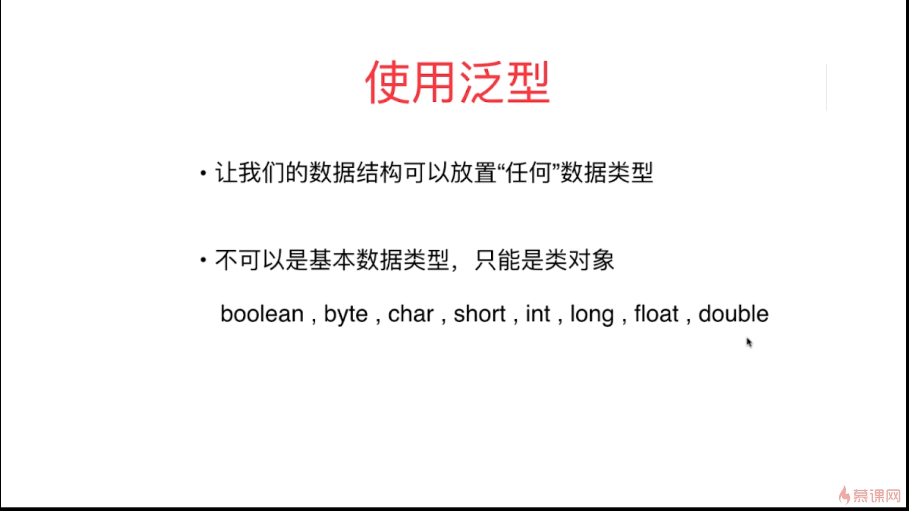 使用泛型
• 让我们的数据结构可以放置“任何”数据类型
• 不可以是基本数据类型，只能是类对象
boolean , byte , char , short , int , long , float , double
慕课网